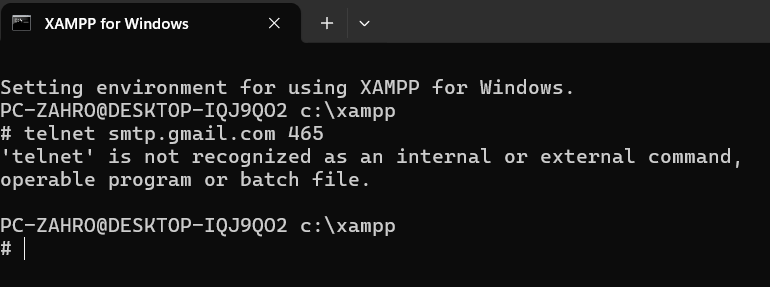 XAMPP for Windows
Setting environment for using XAMPP for Windows.
PC-ZAHRO@DESKTOP-IQJ9QO2 c:\xampp
# telnet smtp.gmail.com 465
'telnet' is not recognized as an internal or external command,
operable program or batch file.
PC-ZAHRO@DESKTOP-IQJ9QO2 c:\xampp
#